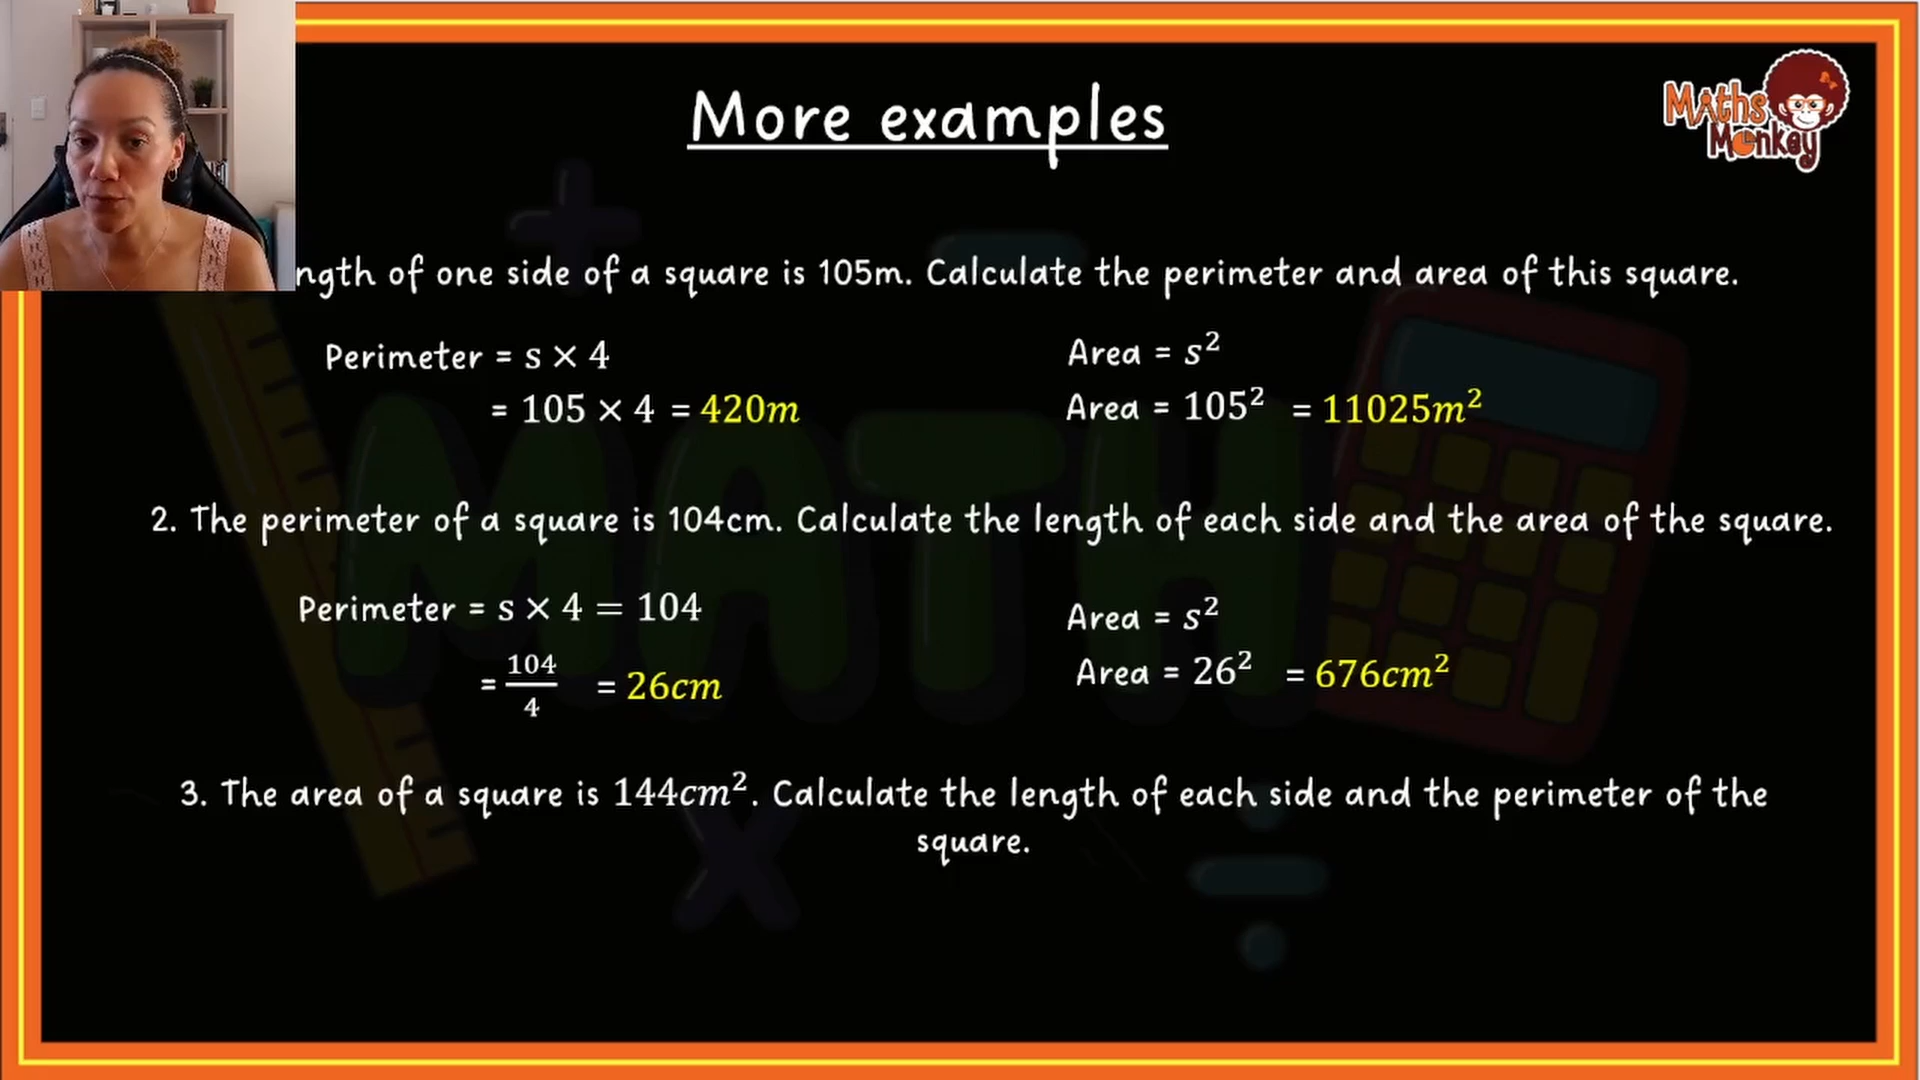 More examples
Maths
Monkey
length of one side of a square is 105m. Calculate the perimeter and area of this square.
Perimeter = s × 4
= 105 × 4 = 420m
Area = s²
Area = 105² = 11025m²
2. The perimeter of a square is 104cm. Calculate the length of each side and the area of the square.
Perimeter = s × 4 = 104
= 104/4 = 26cm
Area = s²
Area = 26² = 676cm²
3. The area of a square is 144cm². Calculate the length of each side and the perimeter of the
square.
MATH